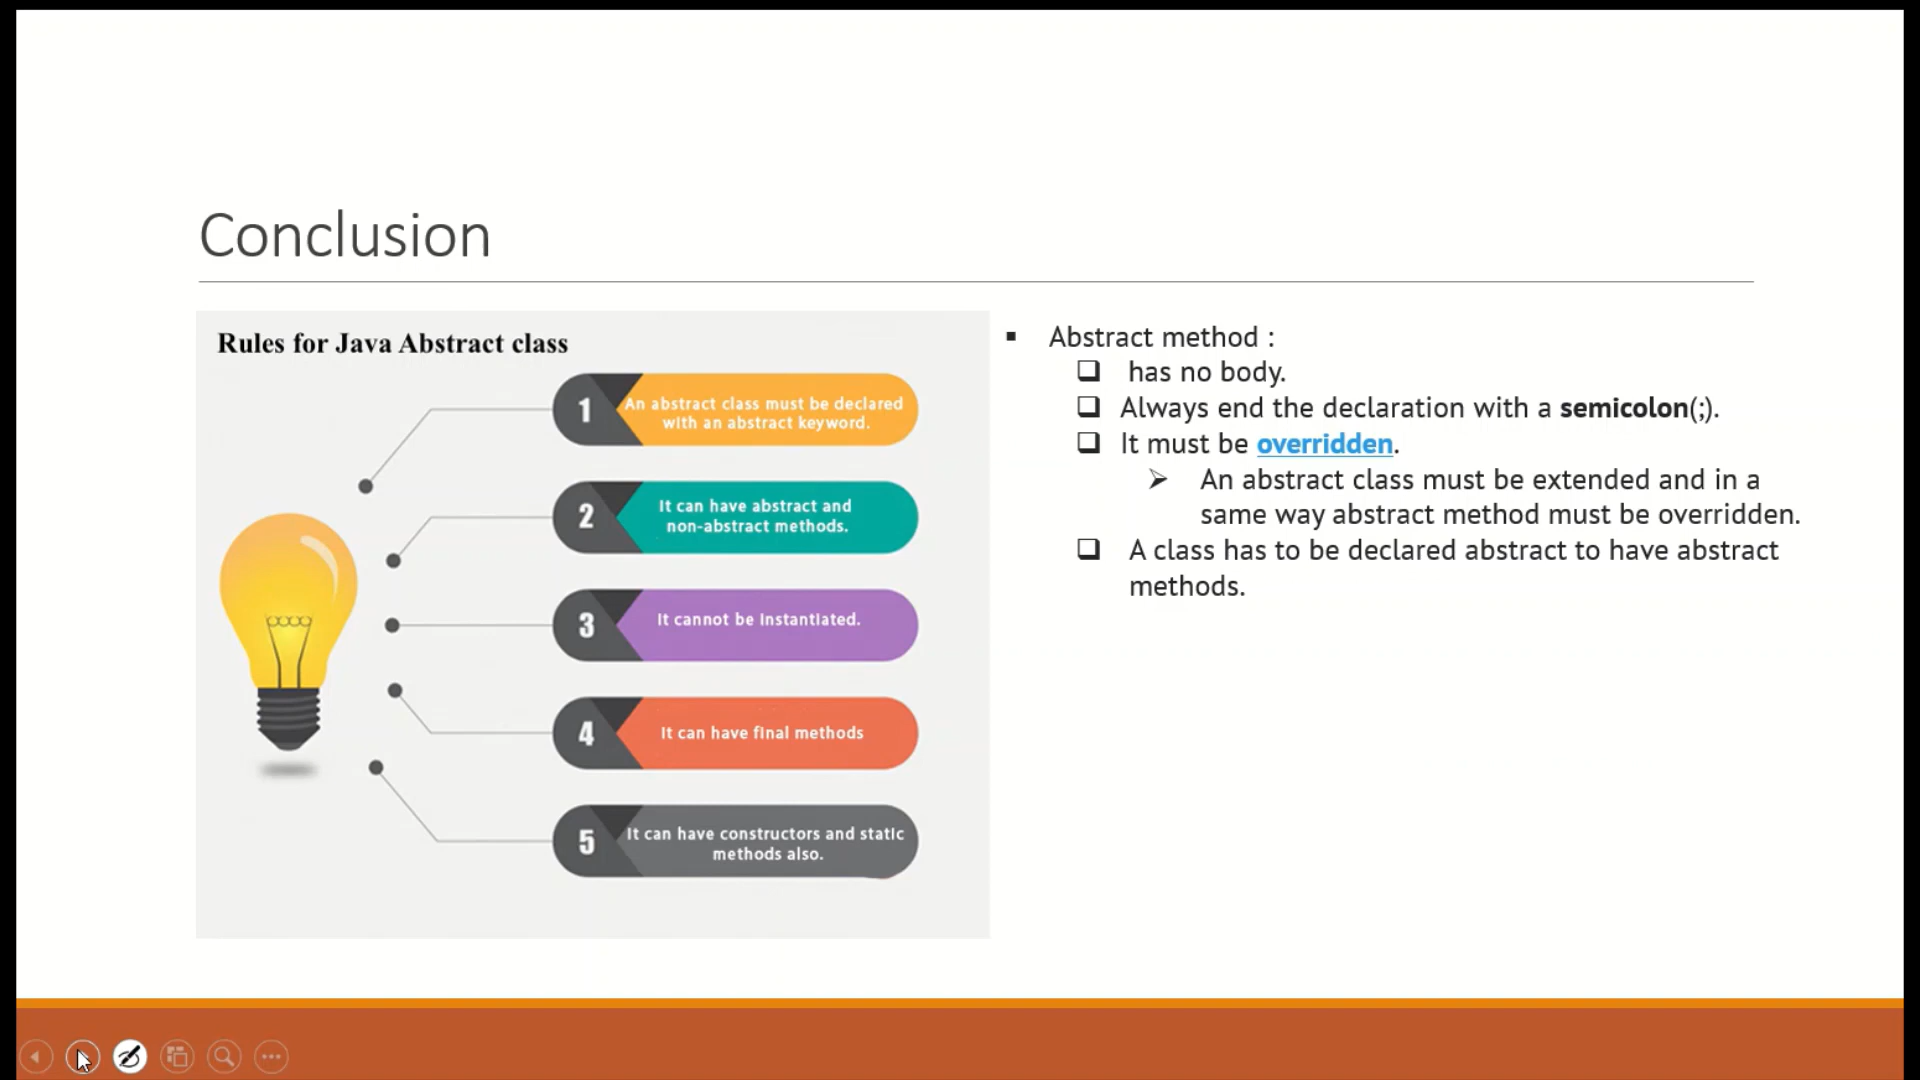 Conclusion
Rules for Java Abstract class
1
An abstract class must be declared
with an abstract keyword.
2
It can have abstract and
non-abstract methods.
3
It cannot be instantiated.
4
It can have final methods
5
It can have constructors and static
methods also.
▪ Abstract method :
❑ has no body.
❑ Always end the declaration with a semicolon(;).
❑ It must be overridden.
➢ An abstract class must be extended and in a
same way abstract method must be overridden.
❑ A class has to be declared abstract to have abstract
methods.